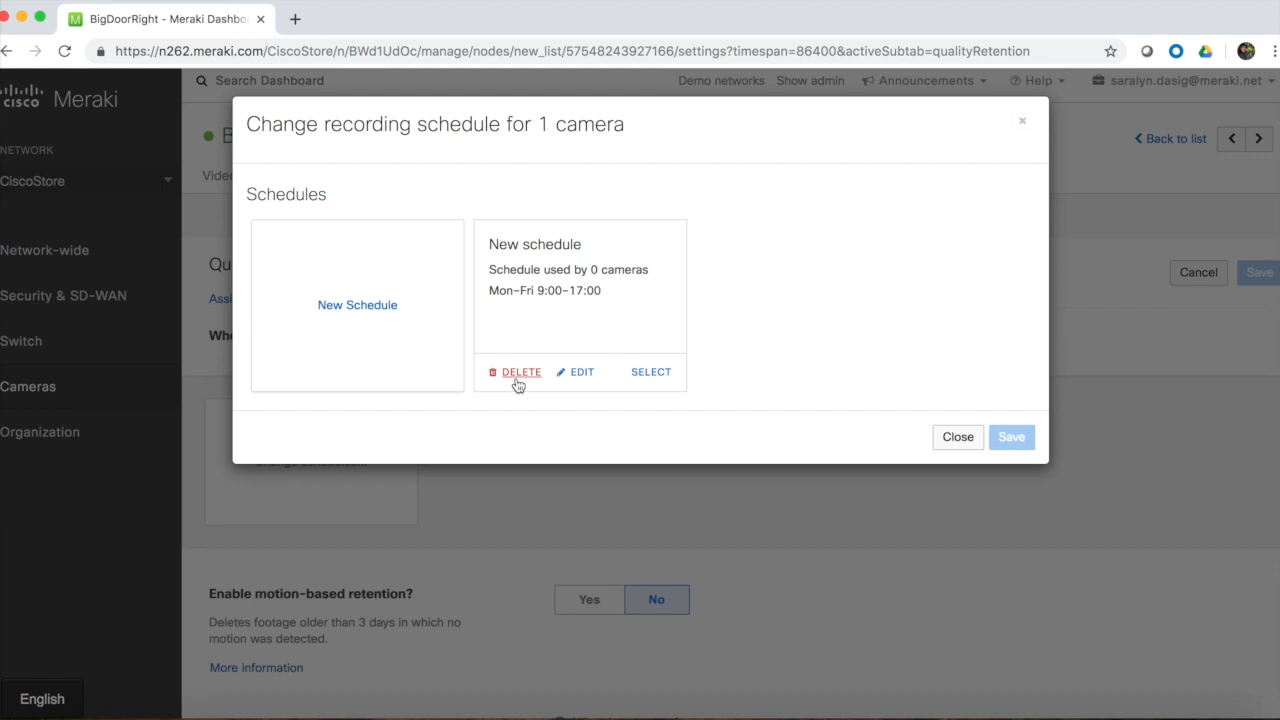 BigDoorRight - Meraki Dashbo
https://n262.meraki.com/CiscoStore/n/BWd1UdOc/manage/nodes/new_list/57548243927166/settings?timespan=86400&activeSubtab=qualityRetention
CISCO Meraki
Search Dashboard
Demo networks Show admin Announcements Help saralyn.dasig@meraki.net
Change recording schedule for 1 camera
Back to list
NETWORK
CiscoStore
Schedules
New Schedule
New schedule
Schedule used by 0 cameras
Mon-Fri 9:00-17:00
DELETE EDIT SELECT
Close Save
Network-wide
Security & SD-WAN
Switch
Cameras
Organization
Cancel Save
Enable motion-based retention?
Yes No
Deletes footage older than 3 days in which no
motion was detected.
More information
English